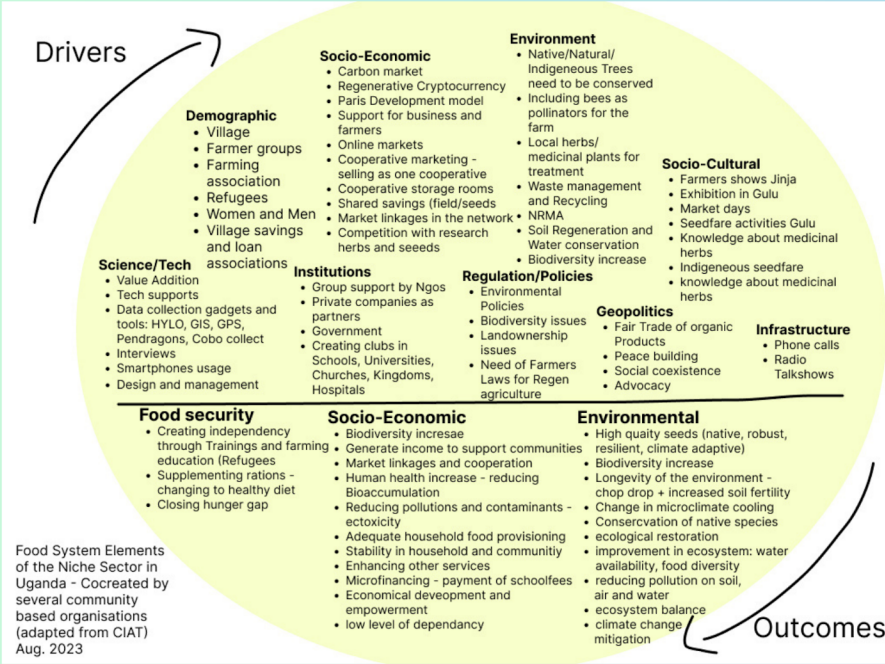 Drivers
Demographic
• Village
• Farmer groups
• Farming
association
• Refugees
• Women and Men
• Village savings
and loan
associations
Socio-Economic
• Carbon market
• Regenerative Cryptocurrency
• Paris Development model
• Support for business and
farmers
• Online markets
• Cooperative marketing -
selling as one cooperative
• Cooperative storage rooms
• Shared savings (field/seeds
• Market linkages in the network
• Competition with research
herbs and seeeds
Environment
• Native/Natural/
Indigeneous Trees
need to be conserved
• Including bees as
pollinators for the
farm
• Local herbs/
medicinal plants for
treatment
• Waste management
and Recycling
• NRMA
• Soil Regeneration and
Water conservation
• Biodiversity increase
Socio-Cultural
• Farmers shows Jinja
• Exhibition in Gulu
• Market days
• Seedfare activities Gulu
• Knowledge about medicinal
herbs
• Indigeneous seedfare
• knowledge about medicinal
herbs
Science/Tech
• Value Addition
• Tech supports
• Data collection gadgets and
tools: HYLO, GIS, GPS,
Pendragons, Cobo collect
• Interviews
• Smartphones usage
• Design and management
Institutions
• Group support by Ngos
• Private companies as
partners
• Government
• Creating clubs in
Schools, Universities,
Churches, Kingdoms,
Hospitals
Regulation/Policies
• Environmental
Policies
• Biodiversity issues
• Landownership
issues
• Need of Farmers
Laws for Regen
agriculture
Geopolitics
• Fair Trade of organic
Products
• Peace building
• Social coexistence
• Advocacy
Infrastructure
• Phone calls
• Radio
Talkshows
Food security
• Creating independency
through Trainings and farming
education (Refugees
• Supplementing rations -
changing to healthy diet
• Closing hunger gap
Socio-Economic
• Biodiversity incresae
• Generate income to support communities
• Market linkages and cooperation
• Human health increase - reducing
Bioaccumulation
• Reducing pollutions and contaminants -
ectoxicity
• Adequate household food provisioning
• Stability in household and communitiy
• Enhancing other services
• Microfinancing - payment of schoolfees
• Economical deveopment and
empowerment
• low level of dependancy
Environmental
• High quaity seeds (native, robust,
resilient, climate adaptive)
• Biodiversity increase
• Longevity of the environment -
chop drop + increased soil fertility
• Change in microclimate cooling
• Conservcation of native species
• ecological restoration
• improvement in ecosystem: water
availability, food diversity
• reducing pollution on soil,
air and water
• ecosystem balance
• climate change
mitigation
Food System Elements
of the Niche Sector in
Uganda - Cocreated by
several community
based organisations
(adapted from CIAT)
Aug. 2023
Outcomes